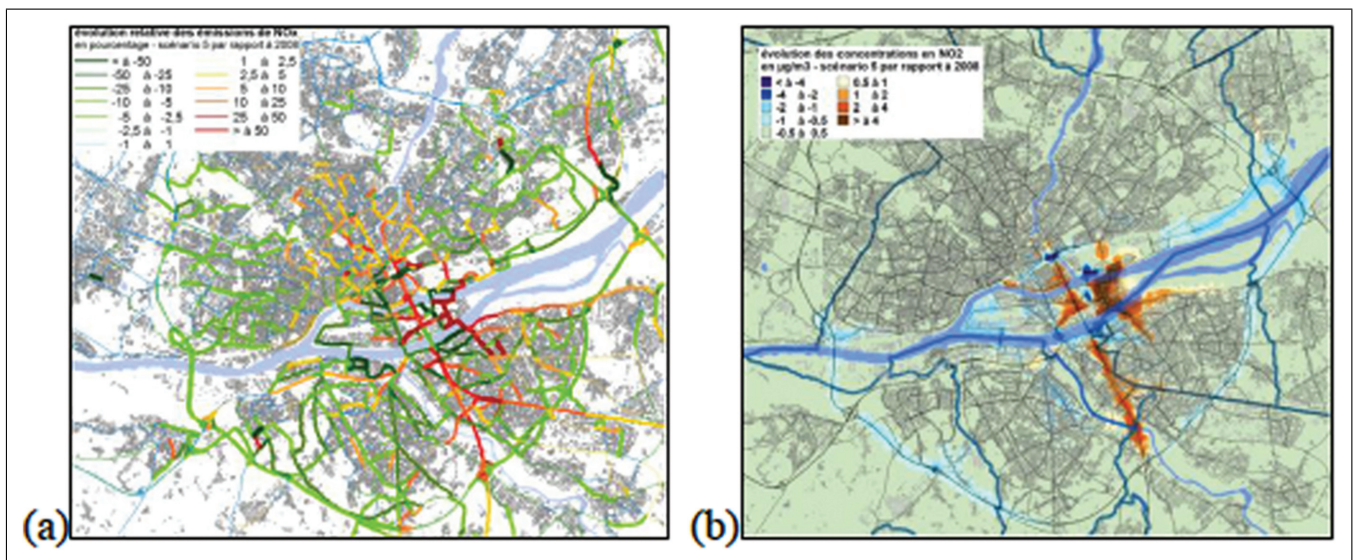 évolution relative des émissions de NOx
en pourcentage - scénario 5 par rapport à 2008
< à -50
-50 à -25
-25 à -10
-10 à -5
-5 à -2,5
-2,5 à -1
-1 à 1
1 à 2,5
2,5 à 5
5 à 10
10 à 25
25 à 50
> à 50
(a)
évolution des concentrations en NO2
en µg/m3 - scénario 5 par rapport à 2008
< à -4
-4 à -2
-2 à -1
-1 à -0.5
-0.5 à 0.5
0.5 à 1
1 à 2
2 à 4
> à 4
(b)